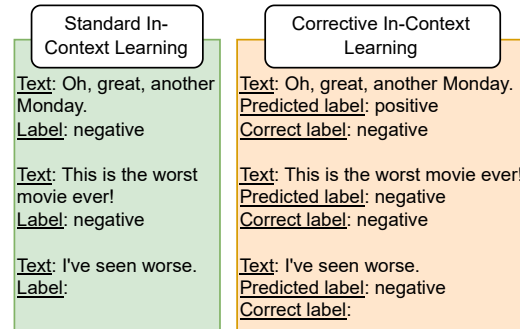 Standard In-
Context Learning
Text: Oh, great, another
Monday.
Label: negative
Text: This is the worst
movie ever!
Label: negative
Text: I've seen worse.
Label:
Corrective In-Context
Learning
Text: Oh, great, another Monday.
Predicted label: positive
Correct label: negative
Text: This is the worst movie ever!
Predicted label: negative
Correct label: negative
Text: I've seen worse.
Predicted label: negative
Correct label: